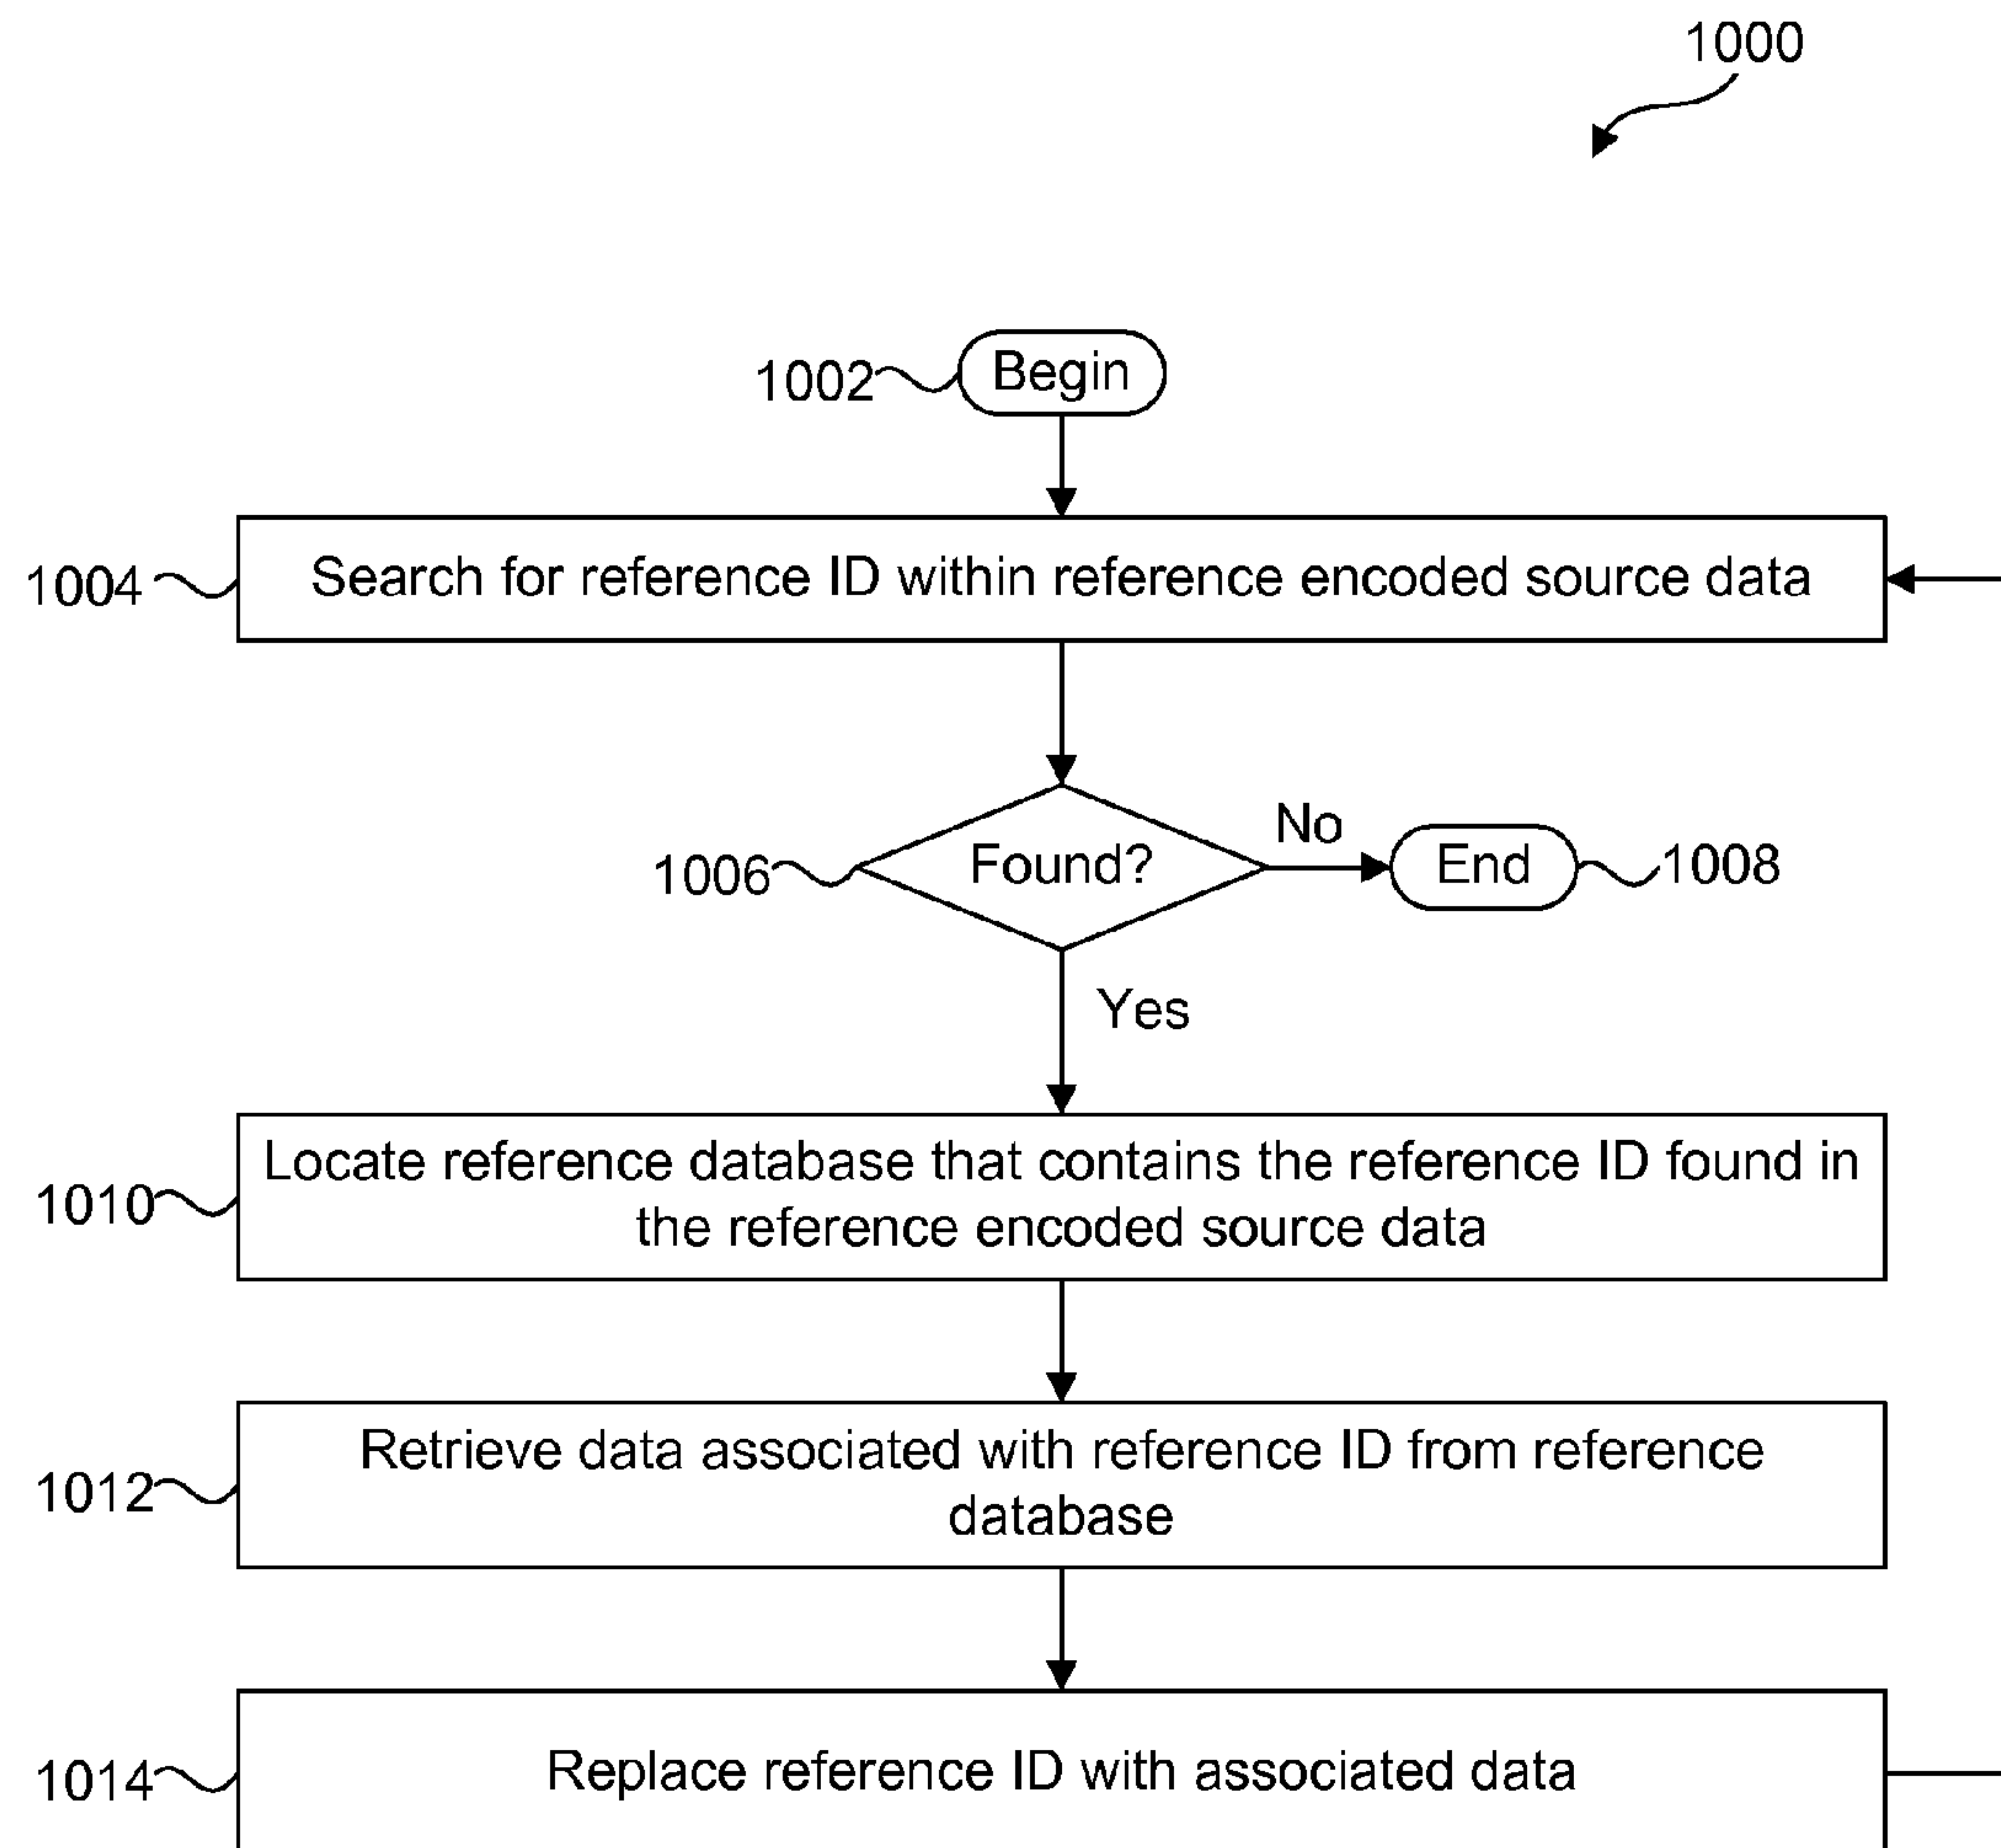 1000
1002
Begin
1004
Search for reference ID within reference encoded source data
1006
Found?
No
End
1008
Yes
1010
Locate reference database that contains the reference ID found in
the reference encoded source data
1012
Retrieve data associated with reference ID from reference
database
1014
Replace reference ID with associated data